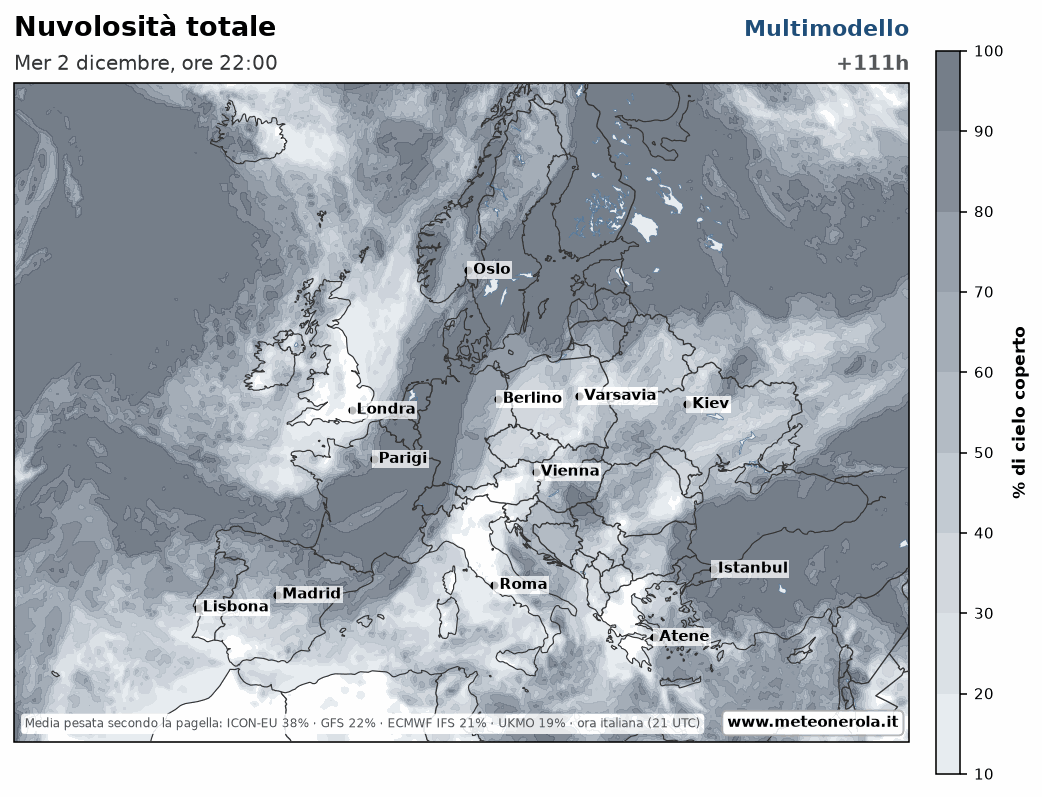 Nuvolosità totale
Multimodello
Mer 2 dicembre, ore 22:00
+111h
100
90
80
70
60
50
40
30
20
10
% di cielo coperto
Oslo
Londra
Berlino
Varsavia
Kiev
Parigi
Vienna
Istanbul
Roma
Madrid
Lisbona
Atene
Media pesata secondo la pagella: ICON-EU 38% · GFS 22% · ECMWF IFS 21% · UKMO 19% · ora italiana (21 UTC)
www.meteonerola.it